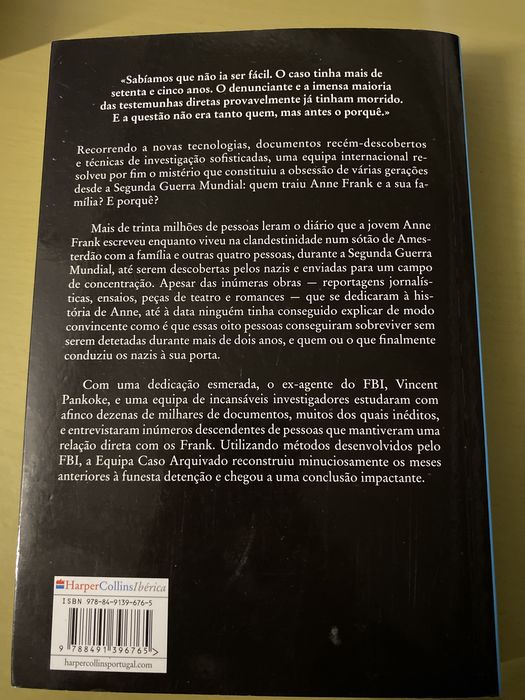 «Sabíamos que não ia ser fácil. O caso tinha mais de
setenta e cinco anos. O denunciante e a imensa maioria
das testemunhas diretas provavelmente já tinham morrido.
E a questão não era tanto quem, mas antes o porquê.»
Recorrendo a novas tecnologias, documentos recém-descobertos
e técnicas de investigação sofisticadas, uma equipa internacional re-
solveu por fim o mistério que constituiu a obsessão de várias gerações
desde a Segunda Guerra Mundial: quem traiu Anne Frank e a sua fa-
mília? E porquê?
Mais de trinta milhões de pessoas leram o diário que a jovem Anne
Frank escreveu enquanto viveu na clandestinidade num sótão de Ames-
terdão com a família e outras quatro pessoas, durante a Segunda Guerra
Mundial, até serem descobertas pelos nazis e enviadas para um campo
de concentração. Apesar das inúmeras obras — reportagens jornalís-
ticas, ensaios, peças de teatro e romances — que se dedicaram à his-
tória de Anne, até à data ninguém tinha conseguido explicar de modo
convincente como é que essas oito pessoas conseguiram sobreviver sem
serem detetadas durante mais de dois anos, e quem ou o que finalmente
conduziu os nazis à sua porta.
Com uma dedicação esmerada, o ex-agente do FBI, Vincent
Pankoke, e uma equipa de incansáveis investigadores estudaram com
afinco dezenas de milhares de documentos, muitos dos quais inéditos,
e entrevistaram inúmeros descendentes de pessoas que mantiveram uma
relação direta com os Frank. Utilizando métodos desenvolvidos pelo
FBI, a Equipa Caso Arquivado reconstruiu minuciosamente os meses
anteriores à funesta detenção e chegou a uma conclusão impactante.
HarperCollinsIbérica
ISBN 978-84-9139-676-5
9 788491 396765 >
harpercollinsportugal.com